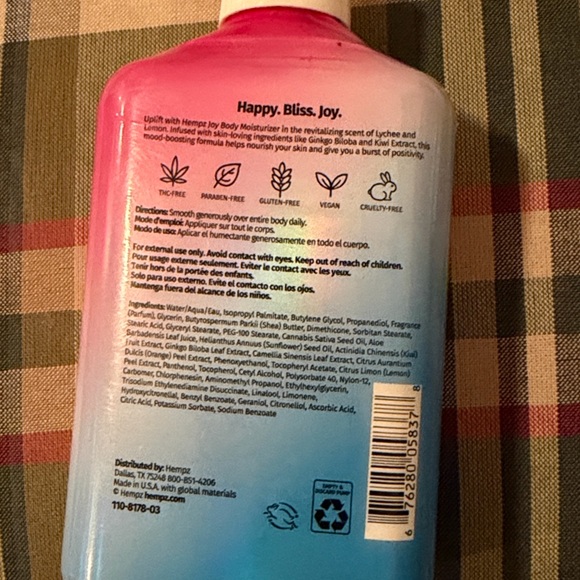 Happy. Bliss. Joy.
Uplift with Hempz Joy Body Moisturizer in the revitalizing scent of Lychee and
Lemon. Infused with skin-loving ingredients like Ginkgo Biloba and Kiwi Extract, this
mood-boosting formula helps nourish your skin and give you a burst of positivity.
THC-FREE PARABEN-FREE GLUTEN-FREE VEGAN CRUELTY-FREE
Directions: Smooth generously over entire body daily.
Mode d'emploi: Appliquer sur tout le corps.
Modo de uso: Aplicar el humectante generosamente en todo el cuerpo.
For external use only. Avoid contact with eyes. Keep out of reach of children.
Pour usage externe seulement. Eviter le contact avec les yeux.
Tenir hors de la portée des enfants.
Solo para uso externo. Evite el contacto con los ojos.
Mantenga fuera del alcance de los niños.
Ingredients: Water/Aqua/Eau, Isopropyl Palmitate, Butylene Glycol, Propanediol, Fragrance
(Parfum), Glycerin, Butyrospermum Parkii (Shea) Butter, Dimethicone, Sorbitan Stearate,
Stearic Acid, Glyceryl Stearate, PEG-100 Stearate, Cannabis Sativa Seed Oil, Aloe
Barbadensis Leaf Juice, Helianthus Annuus (Sunflower) Seed Oil, Actinidia Chinensis (Kiwi)
Fruit Extract, Ginkgo Biloba Leaf Extract, Camellia Sinensis Leaf Extract, Citrus Aurantium
Dulcis (Orange) Peel Extract, Phenoxyethanol, Tocopheryl Acetate, Citrus Limon (Lemon)
Peel Extract, Panthenol, Tocopherol, Cetyl Alcohol, Polysorbate 40, Nylon-12,
Carbomer, Chlorphenesin, Aminomethyl Propanol, Ethylhexylglycerin,
Trisodium Ethylenediamine Disuccinate, Linalool, Limonene,
Hydroxycitronellal, Benzyl Benzoate, Geraniol, Citronellol, Ascorbic Acid,
Citric Acid, Potassium Sorbate, Sodium Benzoate
Distributed by: Hempz
Dallas, TX 75248 800-851-4206
Made in U.S.A. with global materials
© Hempz hempz.com
110-8178-03
EMPTY &
DISCARD PUMP
6 76280 05837 8